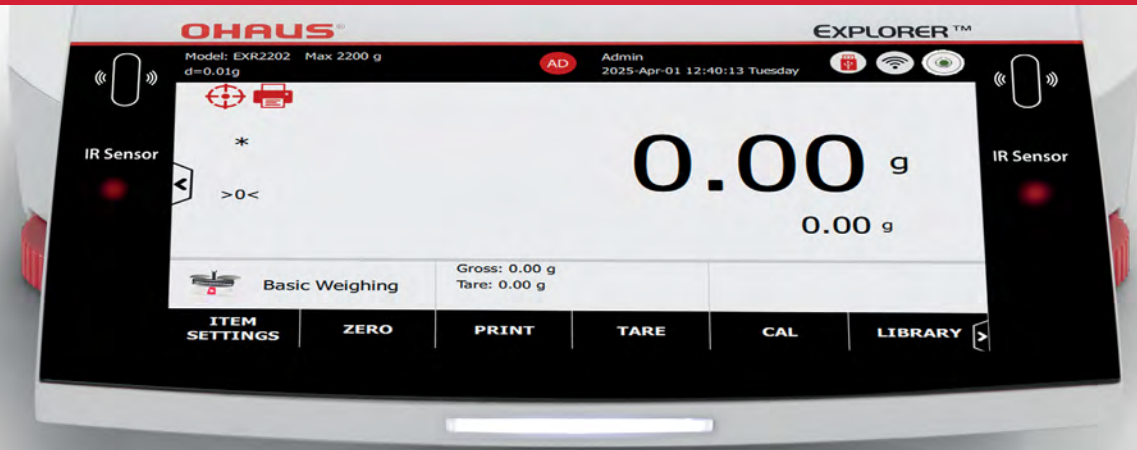 OHAUS®
EXPLORER™
Model: EXR2202 Max 2200 g
d=0.01g
AD
Admin
2025-Apr-01 12:40:13 Tuesday
IR Sensor
*
>0<
0.00 g
0.00 g
IR Sensor
Basic Weighing
Gross: 0.00 g
Tare: 0.00 g
ITEM
SETTINGS
ZERO
PRINT
TARE
CAL
LIBRARY